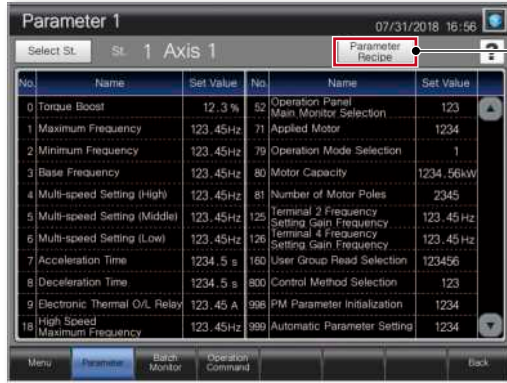 Parameter 1
07/31/2018 16:56
Select St.
St. 1 Axis 1
Parameter
Recipe
?
No. Name Set Value No. Name Set Value
0 Torque Boost 12.3 % 52 Operation Panel
Main Monitor Selection 123
1 Maximum Frequency 123.45Hz 71 Applied Motor 1234
2 Minimum Frequency 123.45Hz 79 Operation Mode Selection 1
3 Base Frequency 123.45Hz 80 Motor Capacity 1234.56kW
4 Multi-speed Setting (High) 123.45Hz 81 Number of Motor Poles 2345
5 Multi-speed Setting (Middle) 123.45Hz 125 Terminal 2 Frequency
Setting Gain Frequency 123.45Hz
6 Multi-speed Setting (Low) 123.45Hz 126 Terminal 4 Frequency
Setting Gain Frequency 123.45Hz
7 Acceleration Time 1234.5 s 160 User Group Read Selection 123456
8 Deceleration Time 1234.5 s 800 Control Method Selection 123
9 Electronic Thermal O/L Relay 123.45 A 998 PM Parameter Initialization 1234
18 High Speed
Maximum Frequency 123.45Hz 999 Automatic Parameter Setting 1234
Menu Parameter Batch
Monitor Operation
Command Back